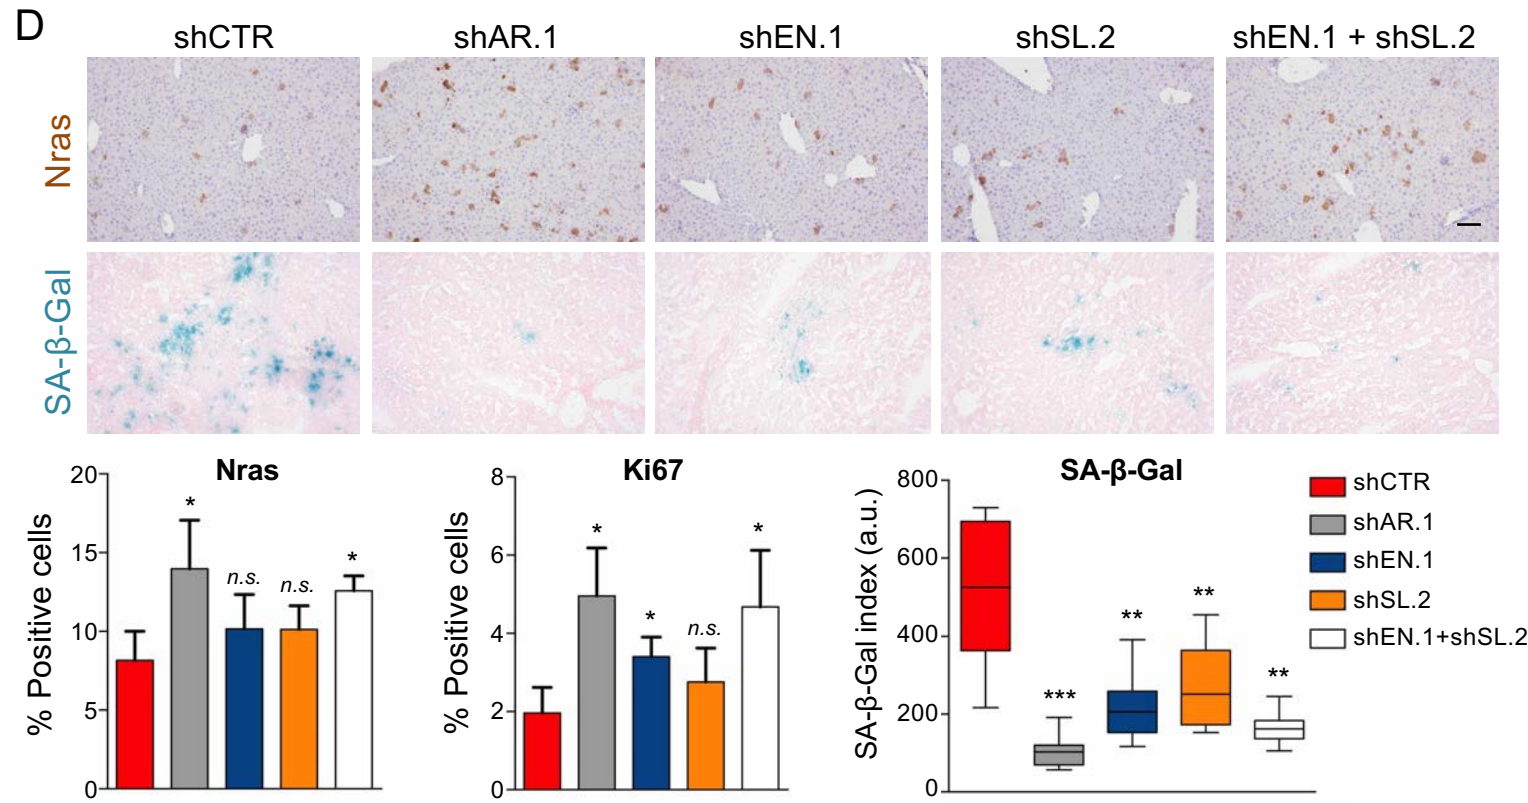 D
shCTR shAR.1 shEN.1 shSL.2 shEN.1 + shSL.2
Nras
SA-β-Gal
Nras
% Positive cells
20
15
10
5
0
*
n.s.
n.s.
*
Ki67
% Positive cells
8
6
4
2
0
*
*
n.s.
*
SA-β-Gal
SA-β-Gal index (a.u.)
800
600
400
200
0
***
**
**
**
shCTR
shAR.1
shEN.1
shSL.2
shEN.1+shSL.2